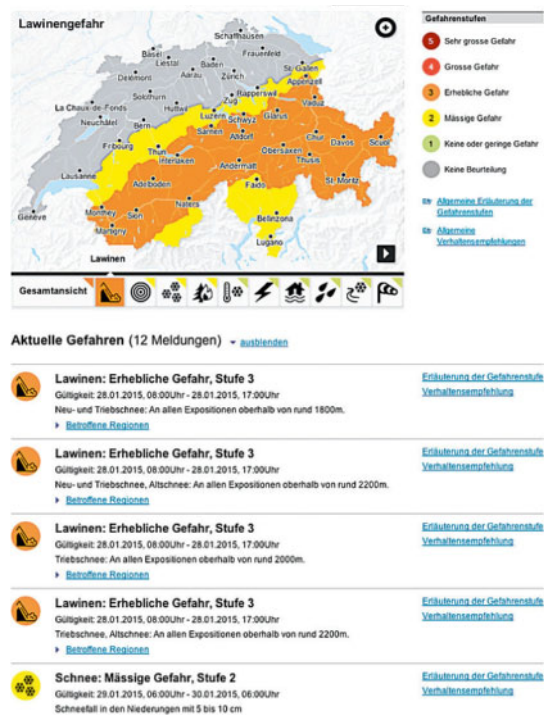 Lawinengefahr
Schaffhausen
Basel
Liestal
Baden
Frauenfeld
Delémont
Aarau
Zürich
St. Gallen
Appenzell
Solothurn
Huttwil
Zug
Rapperswil
La Chaux-de-Fonds
Neuchâtel
Bern
Luzern
Schwyz
Glarus
Vaduz
Sarnen
Altdorf
Fribourg
Thun
Interlaken
Chur
Davos
Scuol
Obersaxen
Thusis
Lausanne
Andermatt
Adelboden
Faido
St. Moritz
Genève
Monthey
Sion
Naters
Martigny
Bellinzona
Lugano
Lawinen
Gesamtansicht
Gefahrenstufen
5 Sehr grosse Gefahr
4 Grosse Gefahr
3 Erhebliche Gefahr
2 Mässige Gefahr
1 Keine oder geringe Gefahr
Keine Beurteilung
Allgemeine Erläuterung der
Gefahrenstufen
Allgemeine
Verhaltensempfehlungen
Aktuelle Gefahren (12 Meldungen) ausblenden
Lawinen: Erhebliche Gefahr, Stufe 3
Gültigkeit: 28.01.2015, 08:00Uhr - 28.01.2015, 17:00Uhr
Neu- und Triebschnee: An allen Expositionen oberhalb von rund 1800m.
Betroffene Regionen
Erläuterung der Gefahrenstufe
Verhaltensempfehlung
Lawinen: Erhebliche Gefahr, Stufe 3
Gültigkeit: 28.01.2015, 08:00Uhr - 28.01.2015, 17:00Uhr
Neu- und Triebschnee, Altschnee: An allen Expositionen oberhalb von rund 2200m.
Betroffene Regionen
Erläuterung der Gefahrenstufe
Verhaltensempfehlung
Lawinen: Erhebliche Gefahr, Stufe 3
Gültigkeit: 28.01.2015, 08:00Uhr - 28.01.2015, 17:00Uhr
Triebschnee: An allen Expositionen oberhalb von rund 2000m.
Betroffene Regionen
Erläuterung der Gefahrenstufe
Verhaltensempfehlung
Lawinen: Erhebliche Gefahr, Stufe 3
Gültigkeit: 28.01.2015, 08:00Uhr - 28.01.2015, 17:00Uhr
Triebschnee, Altschnee: An allen Expositionen oberhalb von rund 2200m.
Betroffene Regionen
Erläuterung der Gefahrenstufe
Verhaltensempfehlung
Schnee: Mässige Gefahr, Stufe 2
Gültigkeit: 29.01.2015, 06:00Uhr - 30.01.2015, 06:00Uhr
Schneefall in den Niederungen mit 5 bis 10 cm
Erläuterung der Gefahrenstufe
Verhaltensempfehlung